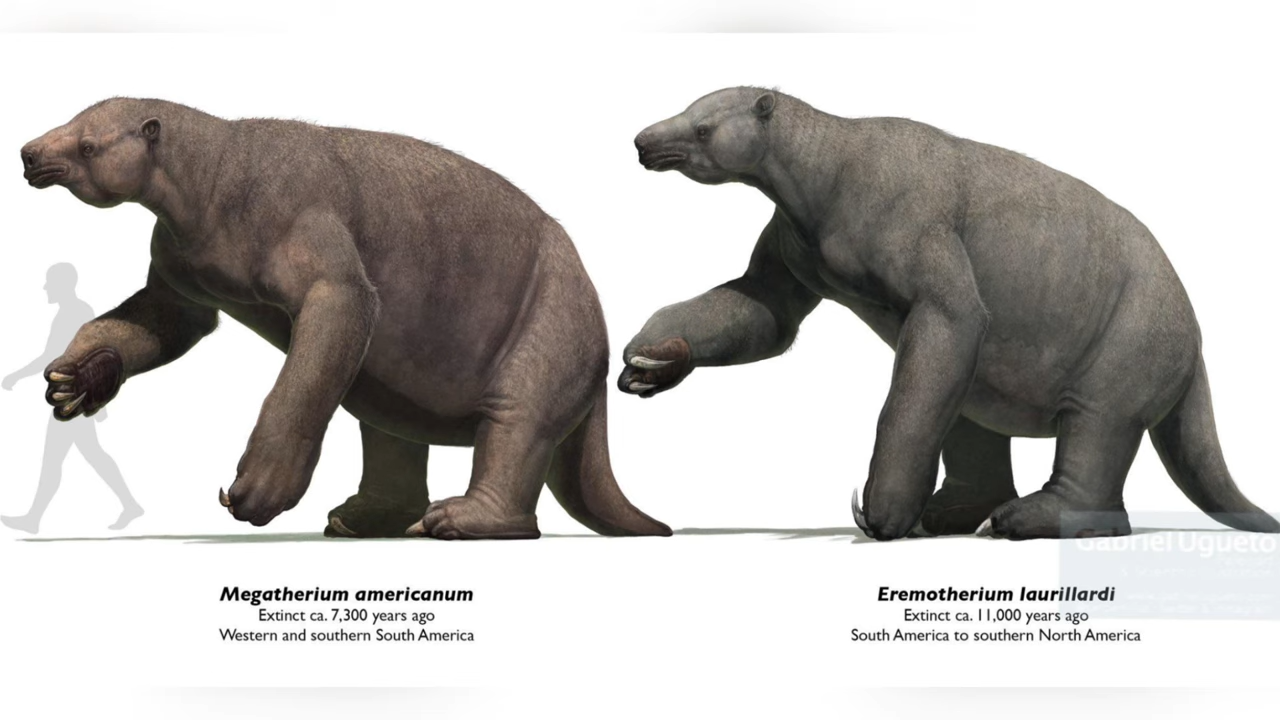 Megatherium americanum
Extinct ca. 7,300 years ago
Western and southern South America
Eremotherium laurillardi
Extinct ca. 11,000 years ago
South America to southern North America
Gabriel Ugueto